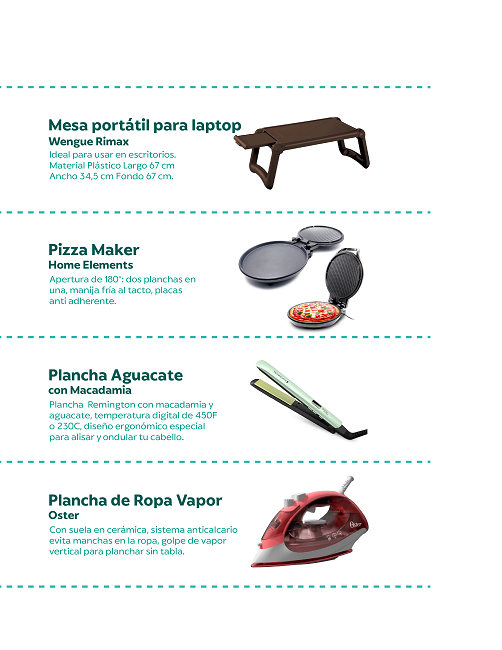 Mesa portátil para laptop
Wengue Rimax
Ideal para usar en escritorios.
Material Plástico Largo 67 cm
Ancho 34,5 cm Fondo 67 cm.
Pizza Maker
Home Elements
Apertura de 180°: dos planchas en
una, manija fría al tacto, placas
anti adherente.
Plancha Aguacate
con Macadamia
Plancha Remington con macadamia y
aguacate, temperatura digital de 450F
o 230C, diseño ergonómico especial
para alisar y ondular tu cabello.
Plancha de Ropa Vapor
Oster
Con suela en cerámica, sistema anticalcario
evita manchas en la ropa, golpe de vapor
vertical para planchar sin tabla.
Oster